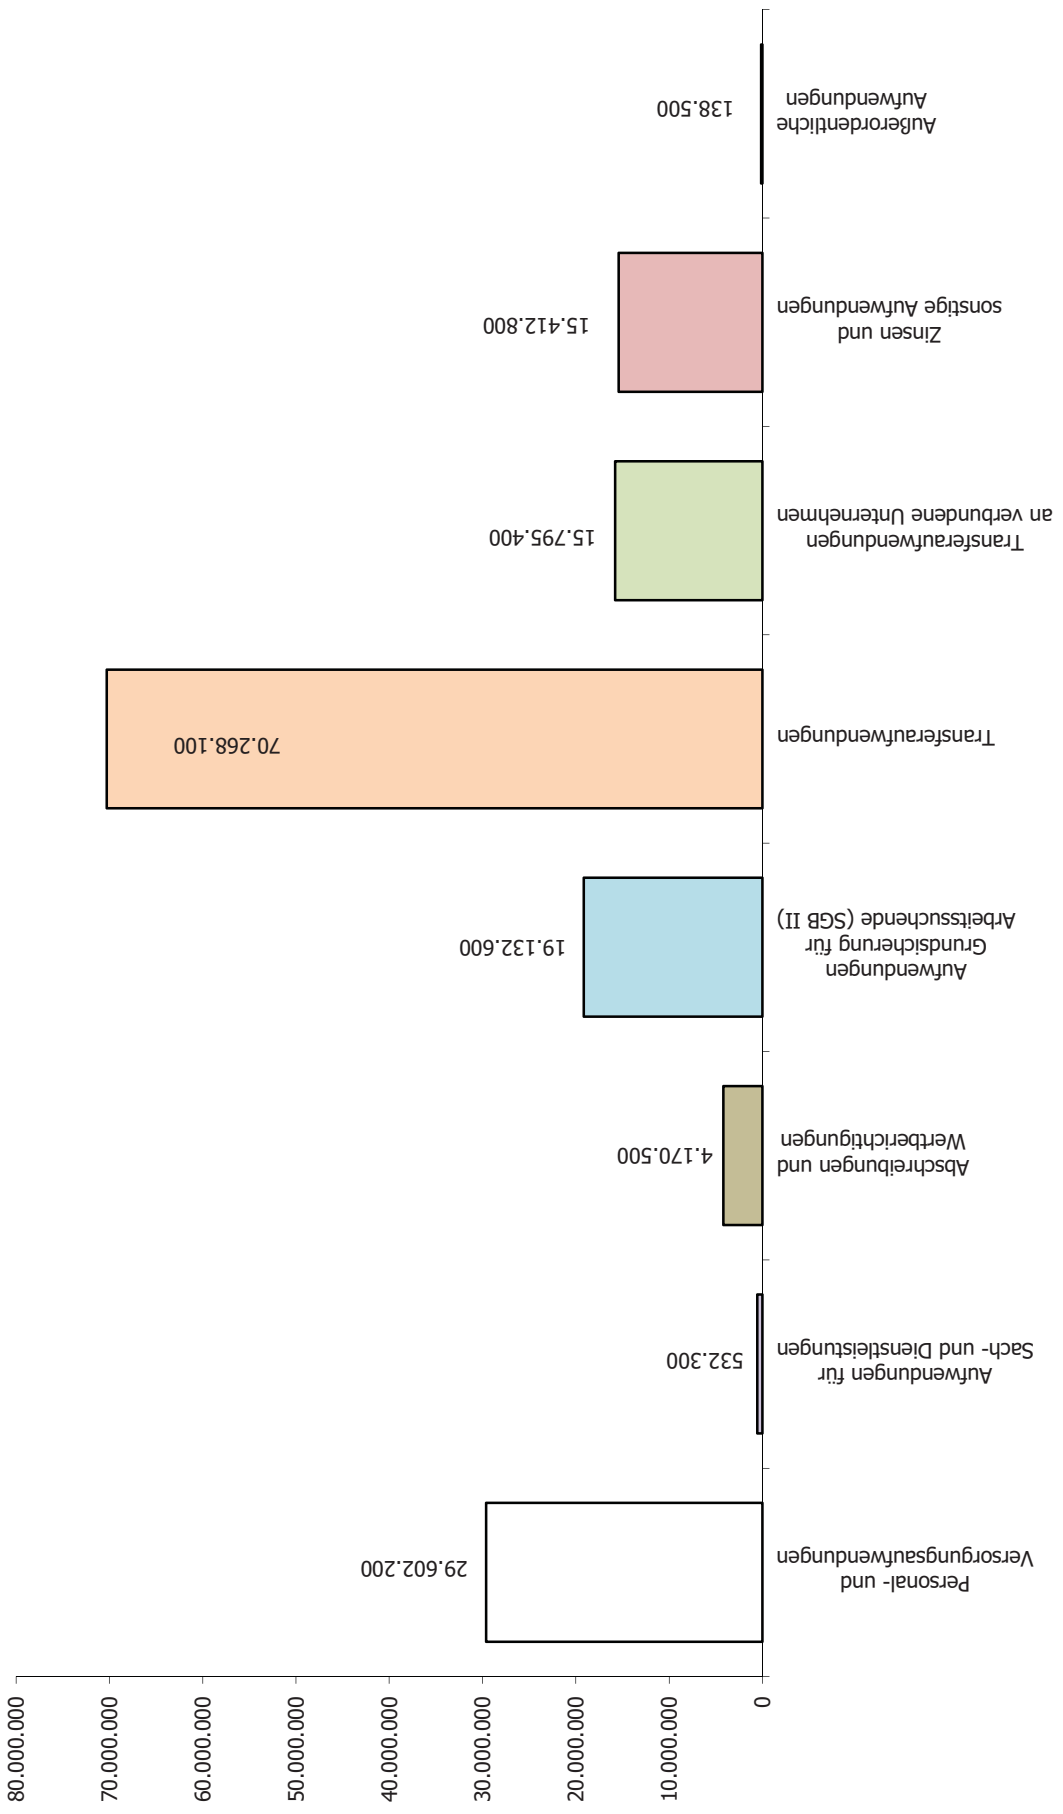 Außerordentliche
Aufwendungen
138.500
Zinsen und
sonstige Aufwendungen
15.412.800
Transferaufwendungen
an verbundene Unternehmen
15.795.400
Transferaufwendungen
70.268.100
Aufwendungen
Grundsicherung für
Arbeitssuchende (SGB II)
19.132.600
Abschreibungen und
Wertberichtigungen
4.170.500
Aufwendungen für
Sach- und Dienstleistungen
532.300
Personal- und
Versorgungsaufwendungen
29.602.200
0
10.000.000
20.000.000
30.000.000
40.000.000
50.000.000
60.000.000
70.000.000
80.000.000